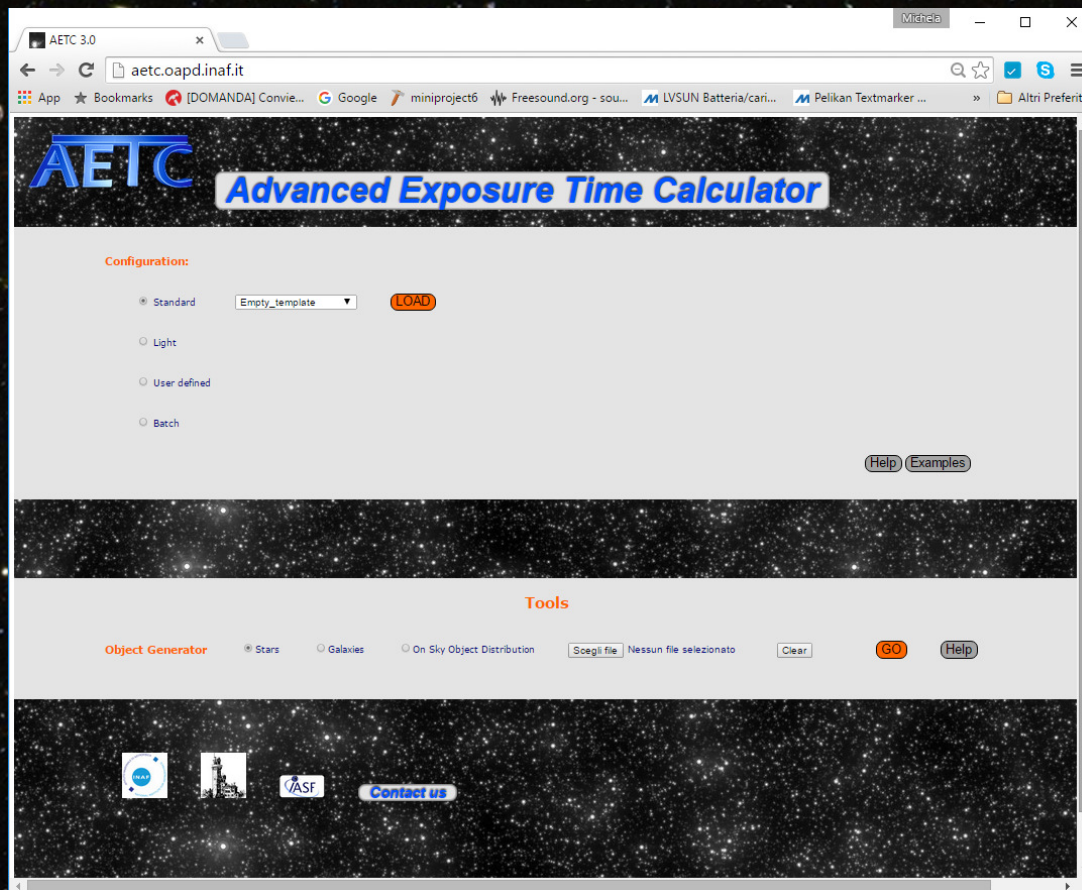 Michela
AETC 3.0
aetc.oapd.inaf.it
App Bookmarks [DOMANDA] Convie... Google miniproject6 Freesound.org - sou... LVSUN Batteria/cari... Pelikan Textmarker ... » Altri Preferit
AETC
Advanced Exposure Time Calculator
Configuration:
Standard Empty_template LOAD
Light
User defined
Batch
Help Examples
Tools
Object Generator Stars Galaxies On Sky Object Distribution Scegli file Nessun file selezionato Clear GO Help
INAF IASF Contact us